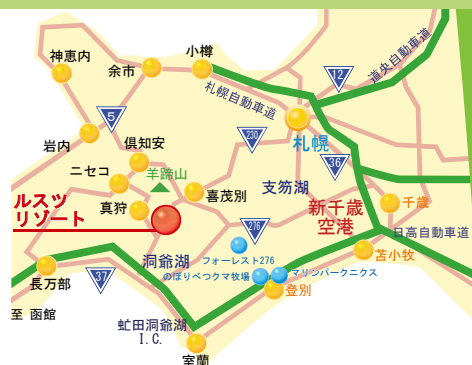 神恵内
余市
小樽
12
道央自動車道
札幌自動車道
5
230
札幌
岩内
倶知安
36
ニセコ
羊蹄山
支笏湖
喜茂別
ルスツ
リゾート
真狩
新千歳
空港
千歳
276
日高自動車道
フォーレスト276
洞爺湖
苫小牧
のぼりべつクマ牧場
マリンパークニクス
長万部
37
登別
至 函館
虻田洞爺湖
I.C.
室蘭